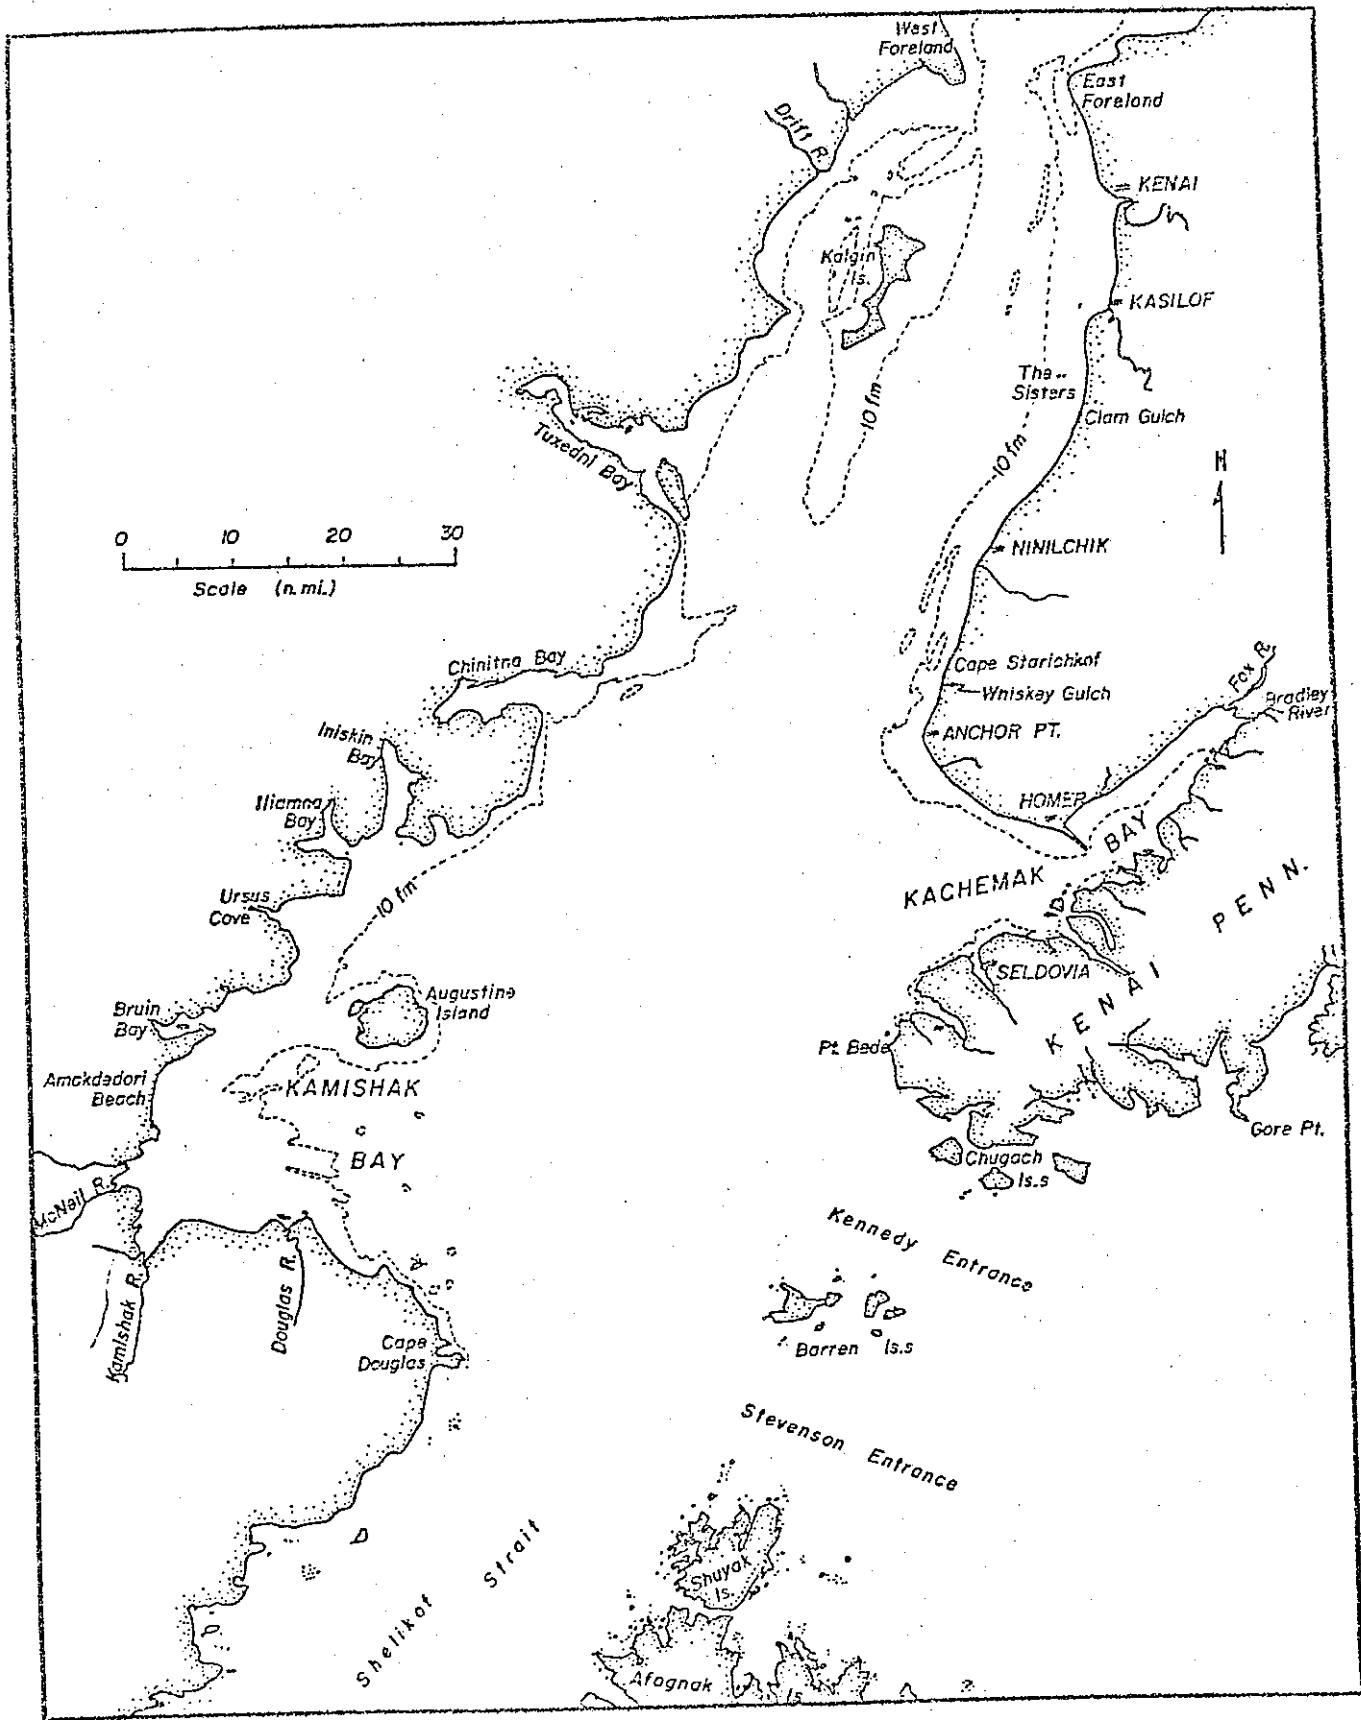 West
Foreland
East
Foreland
Drift R.
KENAI
Kalgin
Is.
KASILOF
The
Sisters
10 fm
Clam Gulch
Tuxedni Bay
10 fm
N
0 10 20 30
Scale (n. mi.)
NINILCHIK
Chinitna Bay
Cape Starichkof
Whiskey Gulch
Fox R.
Bradley
River
Iniskin
Bay
ANCHOR PT.
Iliamna
Bay
HOMER
KACHEMAK BAY
Ursus
Cove
10 fm
KENAI PENN.
SELDOVIA
Augustine
Island
Bruin
Bay
Pt. Bede
Amakdedori
Beach
KAMISHAK
BAY
Gore Pt.
Chugach
Is.s
McNeil R.
Kennedy Entrance
Kamishak R.
Douglas R.
Cape
Douglas
Barren Is.s
Stevenson Entrance
Shelikof Strait
Shuyak
Is.
Afognak Is.